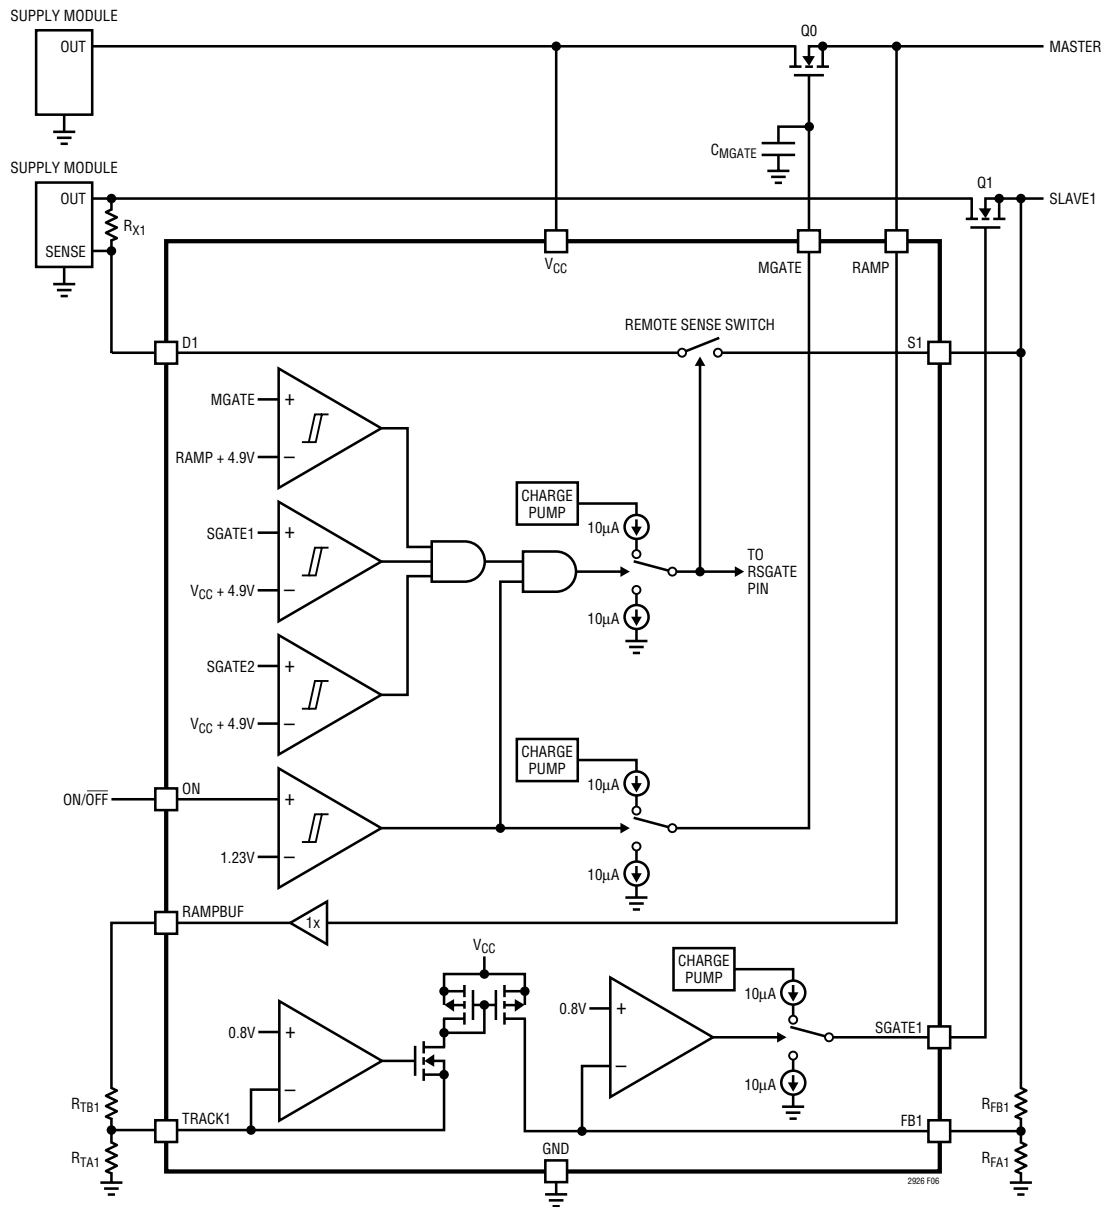 SUPPLY MODULE
OUT
Q0
MASTER
CMGATE
SUPPLY MODULE
OUT
Q1
SLAVE1
RX1
SENSE
VCC
MGATE
RAMP
REMOTE SENSE SWITCH
D1
S1
MGATE
+
RAMP + 4.9V
–
CHARGE
PUMP
10µA
SGATE1
+
VCC + 4.9V
–
TO
RSGATE
PIN
10µA
SGATE2
+
VCC + 4.9V
–
CHARGE
PUMP
10µA
ON/OFF
ON
+
1.23V
–
10µA
RAMPBUF
1x
VCC
CHARGE
PUMP
10µA
0.8V
+
0.8V
+
SGATE1
–
–
10µA
RTB1
TRACK1
FB1
RFB1
RTA1
GND
RFA1
2926 F06